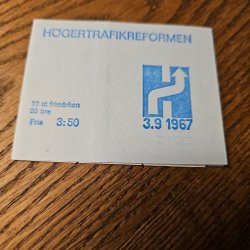 HÖGERTRAFIKREFORMEN
10 st frimärken
35 öre
Pris 3:50
3.9 1967